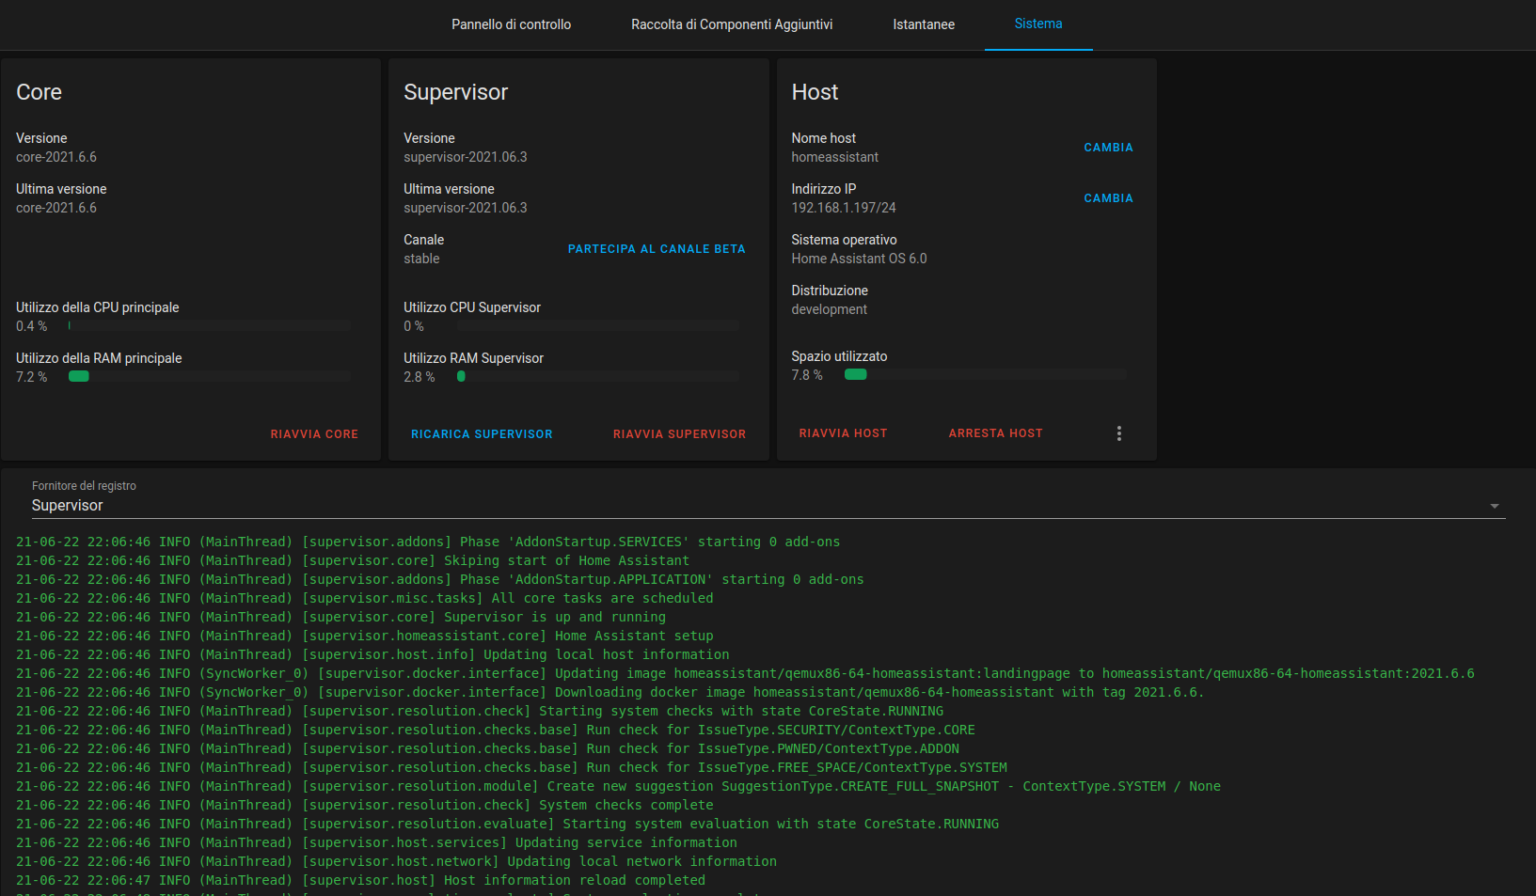 Pannello di controllo
Raccolta di Componenti Aggiuntivi
Istantanee
Sistema
Core
Versione
core-2021.6.6
Ultima versione
core-2021.6.6
Utilizzo della CPU principale
0.4 %
Utilizzo della RAM principale
7.2 %
RIAVVIA CORE
Supervisor
Versione
supervisor-2021.06.3
Ultima versione
supervisor-2021.06.3
Canale
stable
PARTECIPA AL CANALE BETA
Utilizzo CPU Supervisor
0 %
Utilizzo RAM Supervisor
2.8 %
RICARICA SUPERVISOR
RIAVVIA SUPERVISOR
Host
Nome host
homeassistant
CAMBIA
Indirizzo IP
192.168.1.197/24
CAMBIA
Sistema operativo
Home Assistant OS 6.0
Distribuzione
development
Spazio utilizzato
7.8 %
RIAVVIA HOST
ARRESTA HOST
Fornitore del registro
Supervisor
21-06-22 22:06:46 INFO (MainThread) [supervisor.addons] Phase 'AddonStartup.SERVICES' starting 0 add-ons
21-06-22 22:06:46 INFO (MainThread) [supervisor.core] Skiping start of Home Assistant
21-06-22 22:06:46 INFO (MainThread) [supervisor.addons] Phase 'AddonStartup.APPLICATION' starting 0 add-ons
21-06-22 22:06:46 INFO (MainThread) [supervisor.misc.tasks] All core tasks are scheduled
21-06-22 22:06:46 INFO (MainThread) [supervisor.core] Supervisor is up and running
21-06-22 22:06:46 INFO (MainThread) [supervisor.homeassistant.core] Home Assistant setup
21-06-22 22:06:46 INFO (MainThread) [supervisor.host.info] Updating local host information
21-06-22 22:06:46 INFO (SyncWorker_0) [supervisor.docker.interface] Updating image homeassistant/qemux86-64-homeassistant:landingpage to homeassistant/qemux86-64-homeassistant:2021.6.6
21-06-22 22:06:46 INFO (SyncWorker_0) [supervisor.docker.interface] Downloading docker image homeassistant/qemux86-64-homeassistant with tag 2021.6.6.
21-06-22 22:06:46 INFO (MainThread) [supervisor.resolution.check] Starting system checks with state CoreState.RUNNING
21-06-22 22:06:46 INFO (MainThread) [supervisor.resolution.checks.base] Run check for IssueType.SECURITY/ContextType.CORE
21-06-22 22:06:46 INFO (MainThread) [supervisor.resolution.checks.base] Run check for IssueType.PWNED/ContextType.ADDON
21-06-22 22:06:46 INFO (MainThread) [supervisor.resolution.checks.base] Run check for IssueType.FREE_SPACE/ContextType.SYSTEM
21-06-22 22:06:46 INFO (MainThread) [supervisor.resolution.module] Create new suggestion SuggestionType.CREATE_FULL_SNAPSHOT - ContextType.SYSTEM / None
21-06-22 22:06:46 INFO (MainThread) [supervisor.resolution.check] System checks complete
21-06-22 22:06:46 INFO (MainThread) [supervisor.resolution.evaluate] Starting system evaluation with state CoreState.RUNNING
21-06-22 22:06:46 INFO (MainThread) [supervisor.host.services] Updating service information
21-06-22 22:06:46 INFO (MainThread) [supervisor.host.network] Updating local network information
21-06-22 22:06:47 INFO (MainThread) [supervisor.host] Host information reload completed